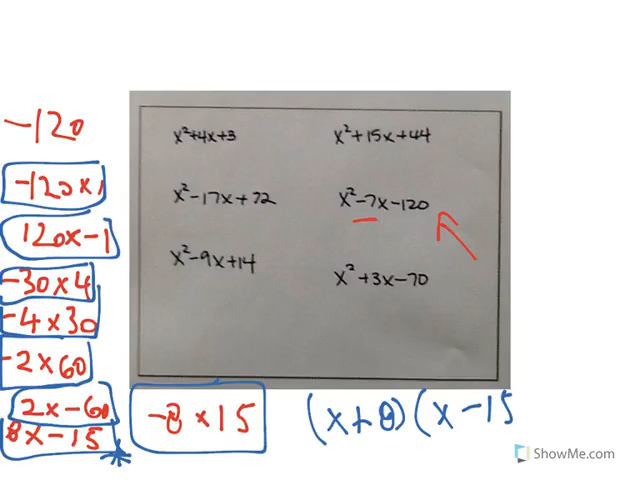 -120
x²+4x+3
x²+15x+44
-120x1
x²-17x+72
x²-7x-120
120x-1
x²-9x+14
x²+3x-70
-30x4
-4x30
-2x60
2x-60
8x-15
-8x15
(x+8)(x-15
ShowMe.com